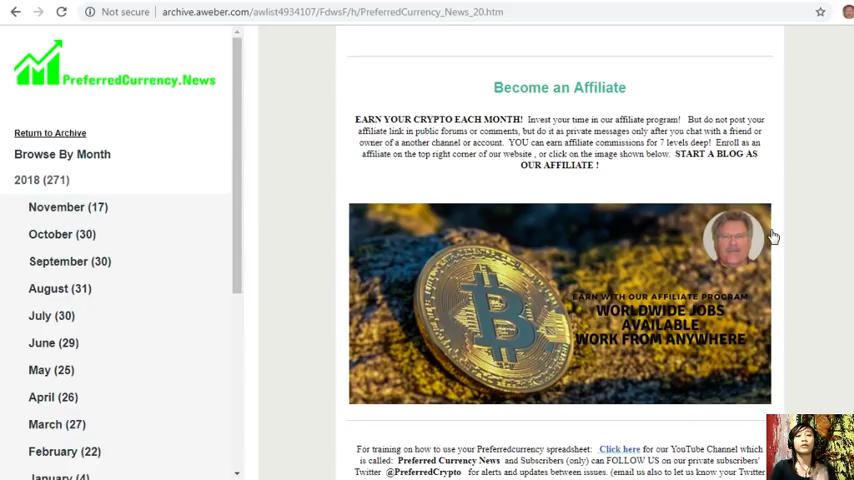 Not secure | archive.aweber.com/awlist4934107/FdwsF/h/PreferredCurrency_News_20.htm
PreferredCurrency.News
Return to Archive
Browse By Month
2018 (271)
November (17)
October (30)
September (30)
August (31)
July (30)
June (29)
May (25)
April (26)
March (27)
February (22)
January (4)
Become an Affiliate
EARN YOUR CRYPTO EACH MONTH! Invest your time in our affiliate program! But do not post your
affiliate link in public forums or comments, but do it as private messages only after you chat with a friend or
owner of another channel or account. YOU can earn affiliate commissions for 7 levels deep! Enroll as an
affiliate on the top right corner of our website , or click on the image shown below. START A BLOG AS
OUR AFFILIATE !
EARN WITH OUR AFFILIATE PROGRAM
WORLDWIDE JOBS
AVAILABLE
WORK FROM ANYWHERE
For training on how to use your Preferredcurrency spreadsheet: Click here for our YouTube Channel which
is called: Preferred Currency News and Subscribers (only) can FOLLOW US on our private subscribers'
Twitter @PreferredCrypto for alerts and updates between issues. (email us also to let us know your Twitter